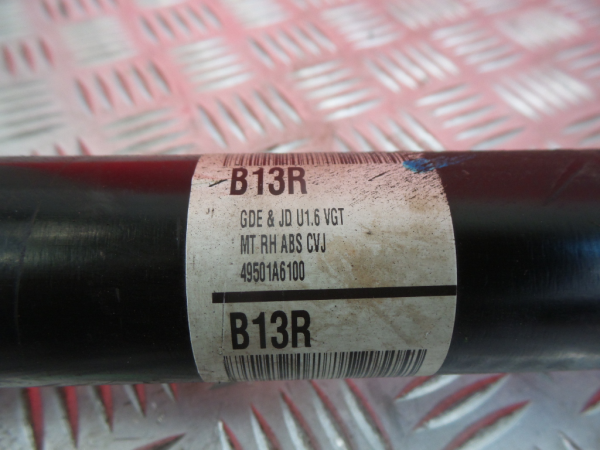 B13R
GDE & JD U1.6 VGT
MT RH ABS CVJ
49501A6100
B13R